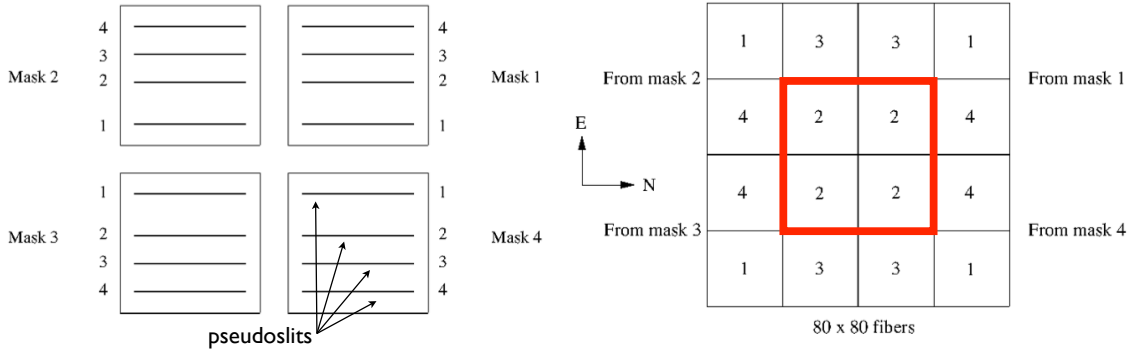 4
3
2
1
Mask 2
4
3
2
1
Mask 1
1
2
3
4
Mask 3
1
2
3
4
Mask 4
pseudoslits
E
N
From mask 2
From mask 1
1 3 3 1
4 2 2 4
4 2 2 4
1 3 3 1
From mask 3
From mask 4
80 x 80 fibers